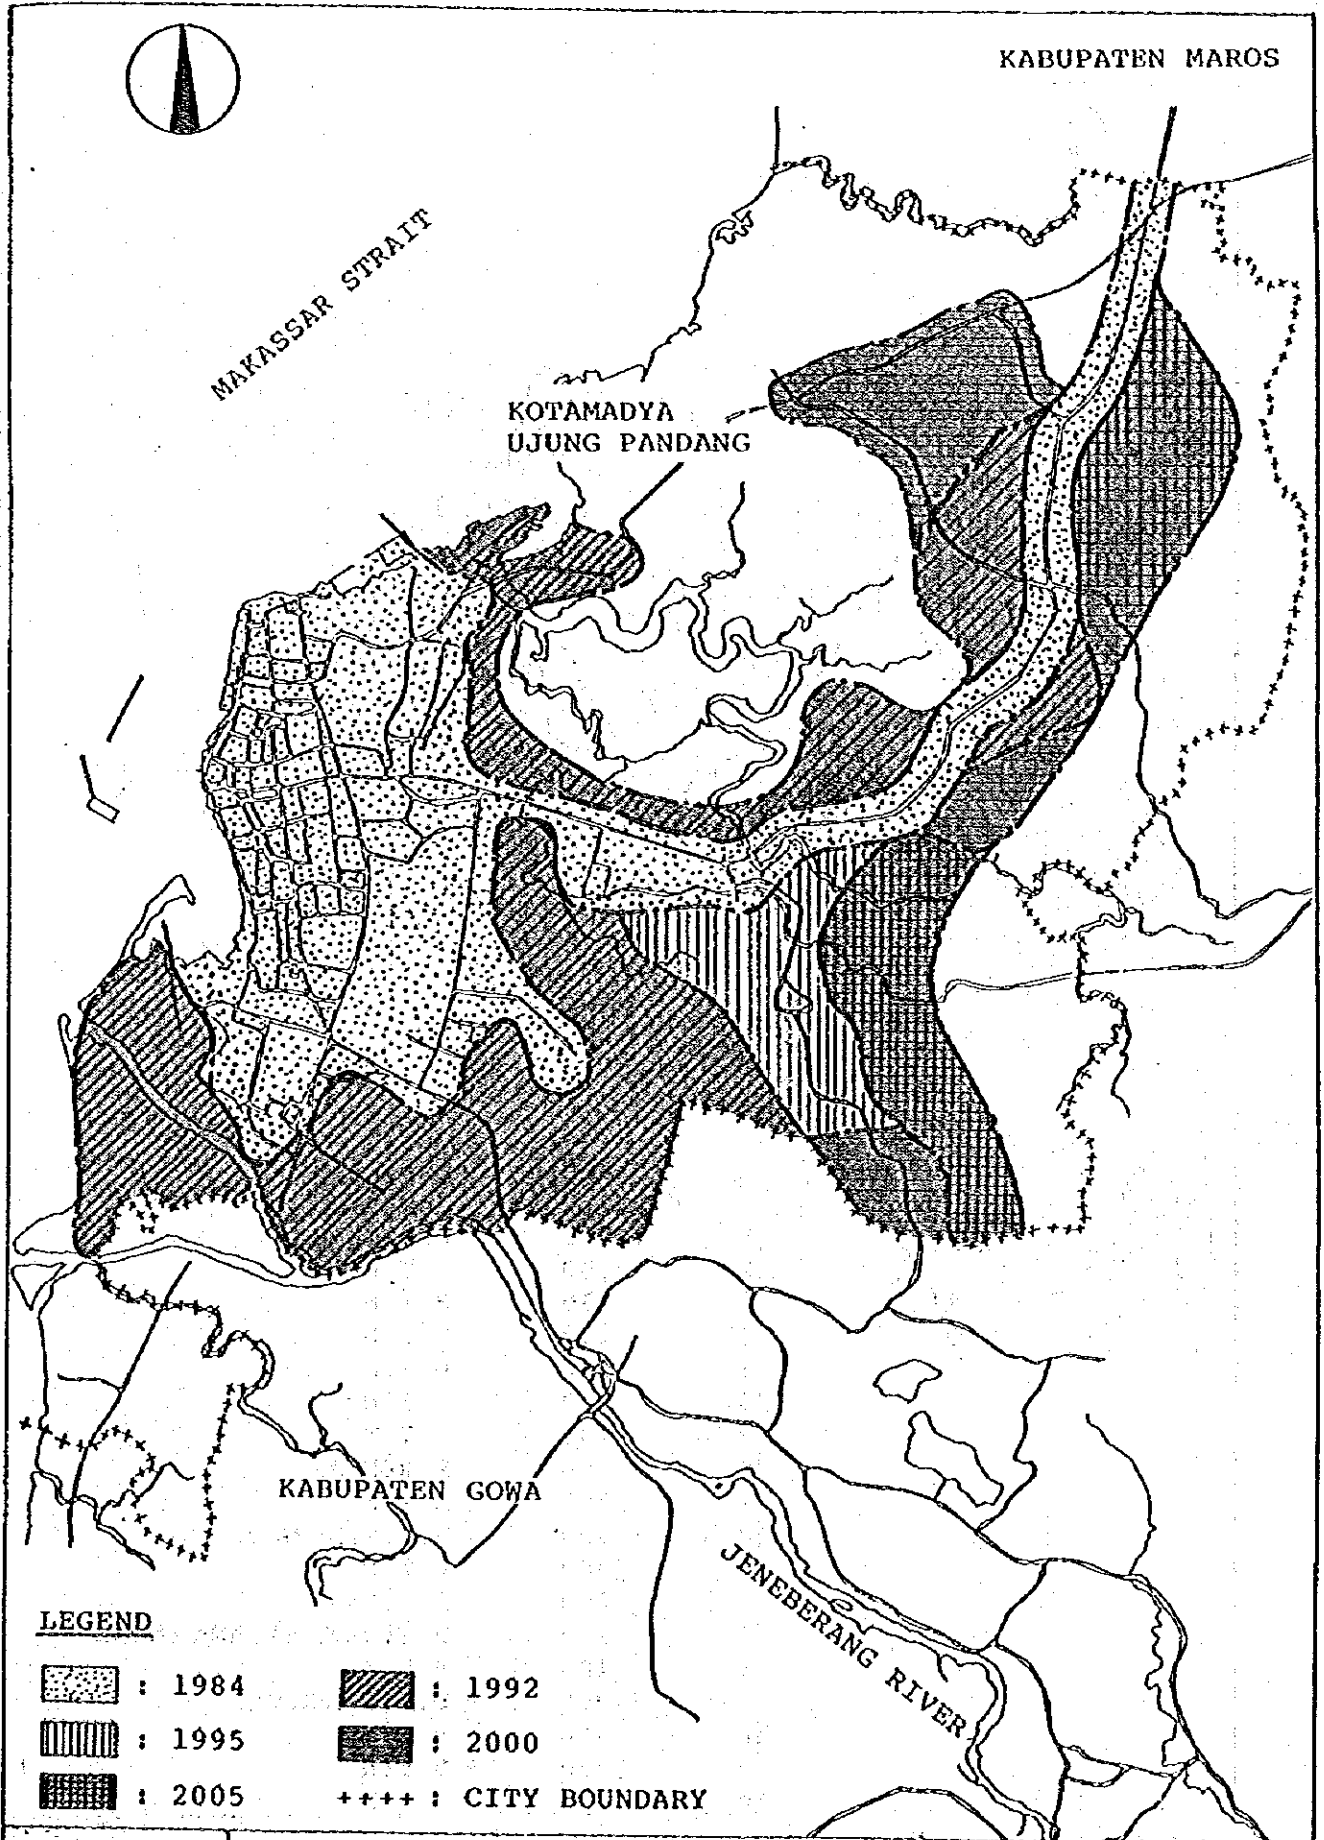 KABUPATEN MAROS
MAKASSAR STRAIT
KOTAMADYA
UJUNG PANDANG
KABUPATEN GOWA
JENEBERANG RIVER
LEGEND
: 1984
: 1992
: 1995
: 2000
: 2005
++++ : CITY BOUNDARY